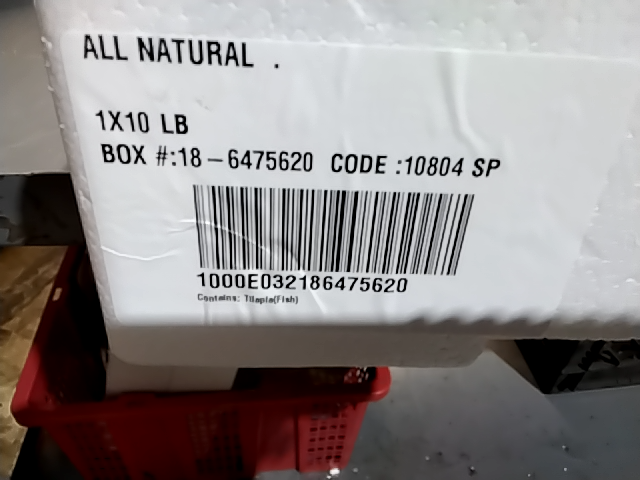 ALL NATURAL .
1X10 LB
BOX #:18-6475620 CODE :10804 SP
1000E032186475620
Contains: Tilapia(Fish)